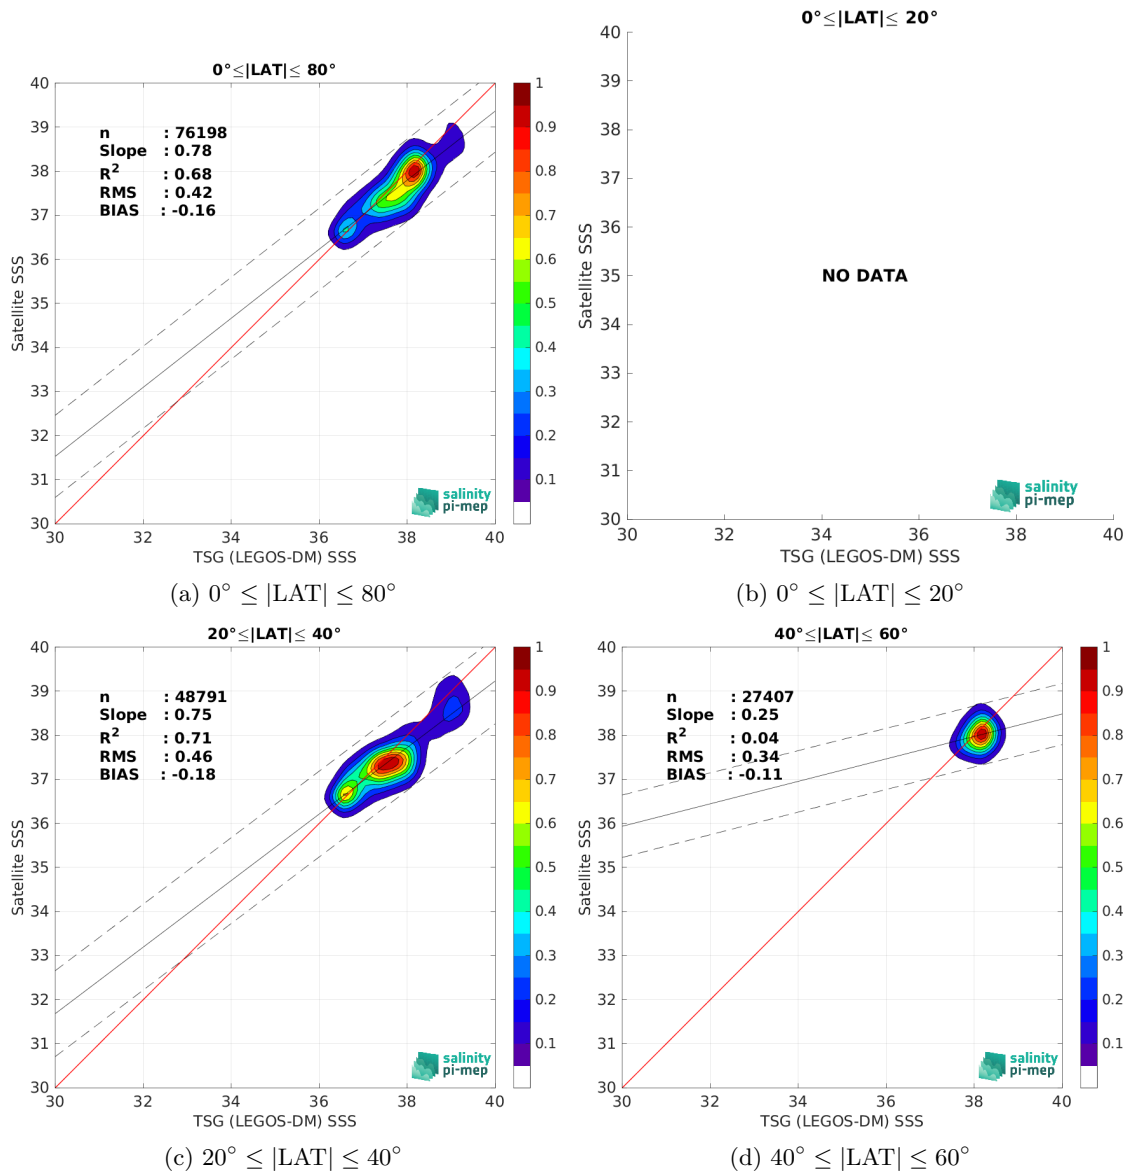 0°≤|LAT|≤ 80°
40
39
38
37
36
35
34
33
32
31
30
Satellite SSS
n : 76198
Slope : 0.78
R² : 0.68
RMS : 0.42
BIAS : -0.16
salinity
pi-mep
30 32 34 36 38 40
TSG (LEGOS-DM) SSS
1
0.9
0.8
0.7
0.6
0.5
0.4
0.3
0.2
0.1
(a) 0° ≤ |LAT| ≤ 80°
0°≤|LAT|≤ 20°
40
39
38
37
36
35
34
33
32
31
30
Satellite SSS
NO DATA
salinity
pi-mep
30 32 34 36 38 40
TSG (LEGOS-DM) SSS
(b) 0° ≤ |LAT| ≤ 20°
20°≤|LAT|≤ 40°
40
39
38
37
36
35
34
33
32
31
30
Satellite SSS
n : 48791
Slope : 0.75
R² : 0.71
RMS : 0.46
BIAS : -0.18
salinity
pi-mep
30 32 34 36 38 40
TSG (LEGOS-DM) SSS
1
0.9
0.8
0.7
0.6
0.5
0.4
0.3
0.2
0.1
(c) 20° ≤ |LAT| ≤ 40°
40°≤|LAT|≤ 60°
40
39
38
37
36
35
34
33
32
31
30
Satellite SSS
n : 27407
Slope : 0.25
R² : 0.04
RMS : 0.34
BIAS : -0.11
salinity
pi-mep
30 32 34 36 38 40
TSG (LEGOS-DM) SSS
1
0.9
0.8
0.7
0.6
0.5
0.4
0.3
0.2
0.1
(d) 40° ≤ |LAT| ≤ 60°